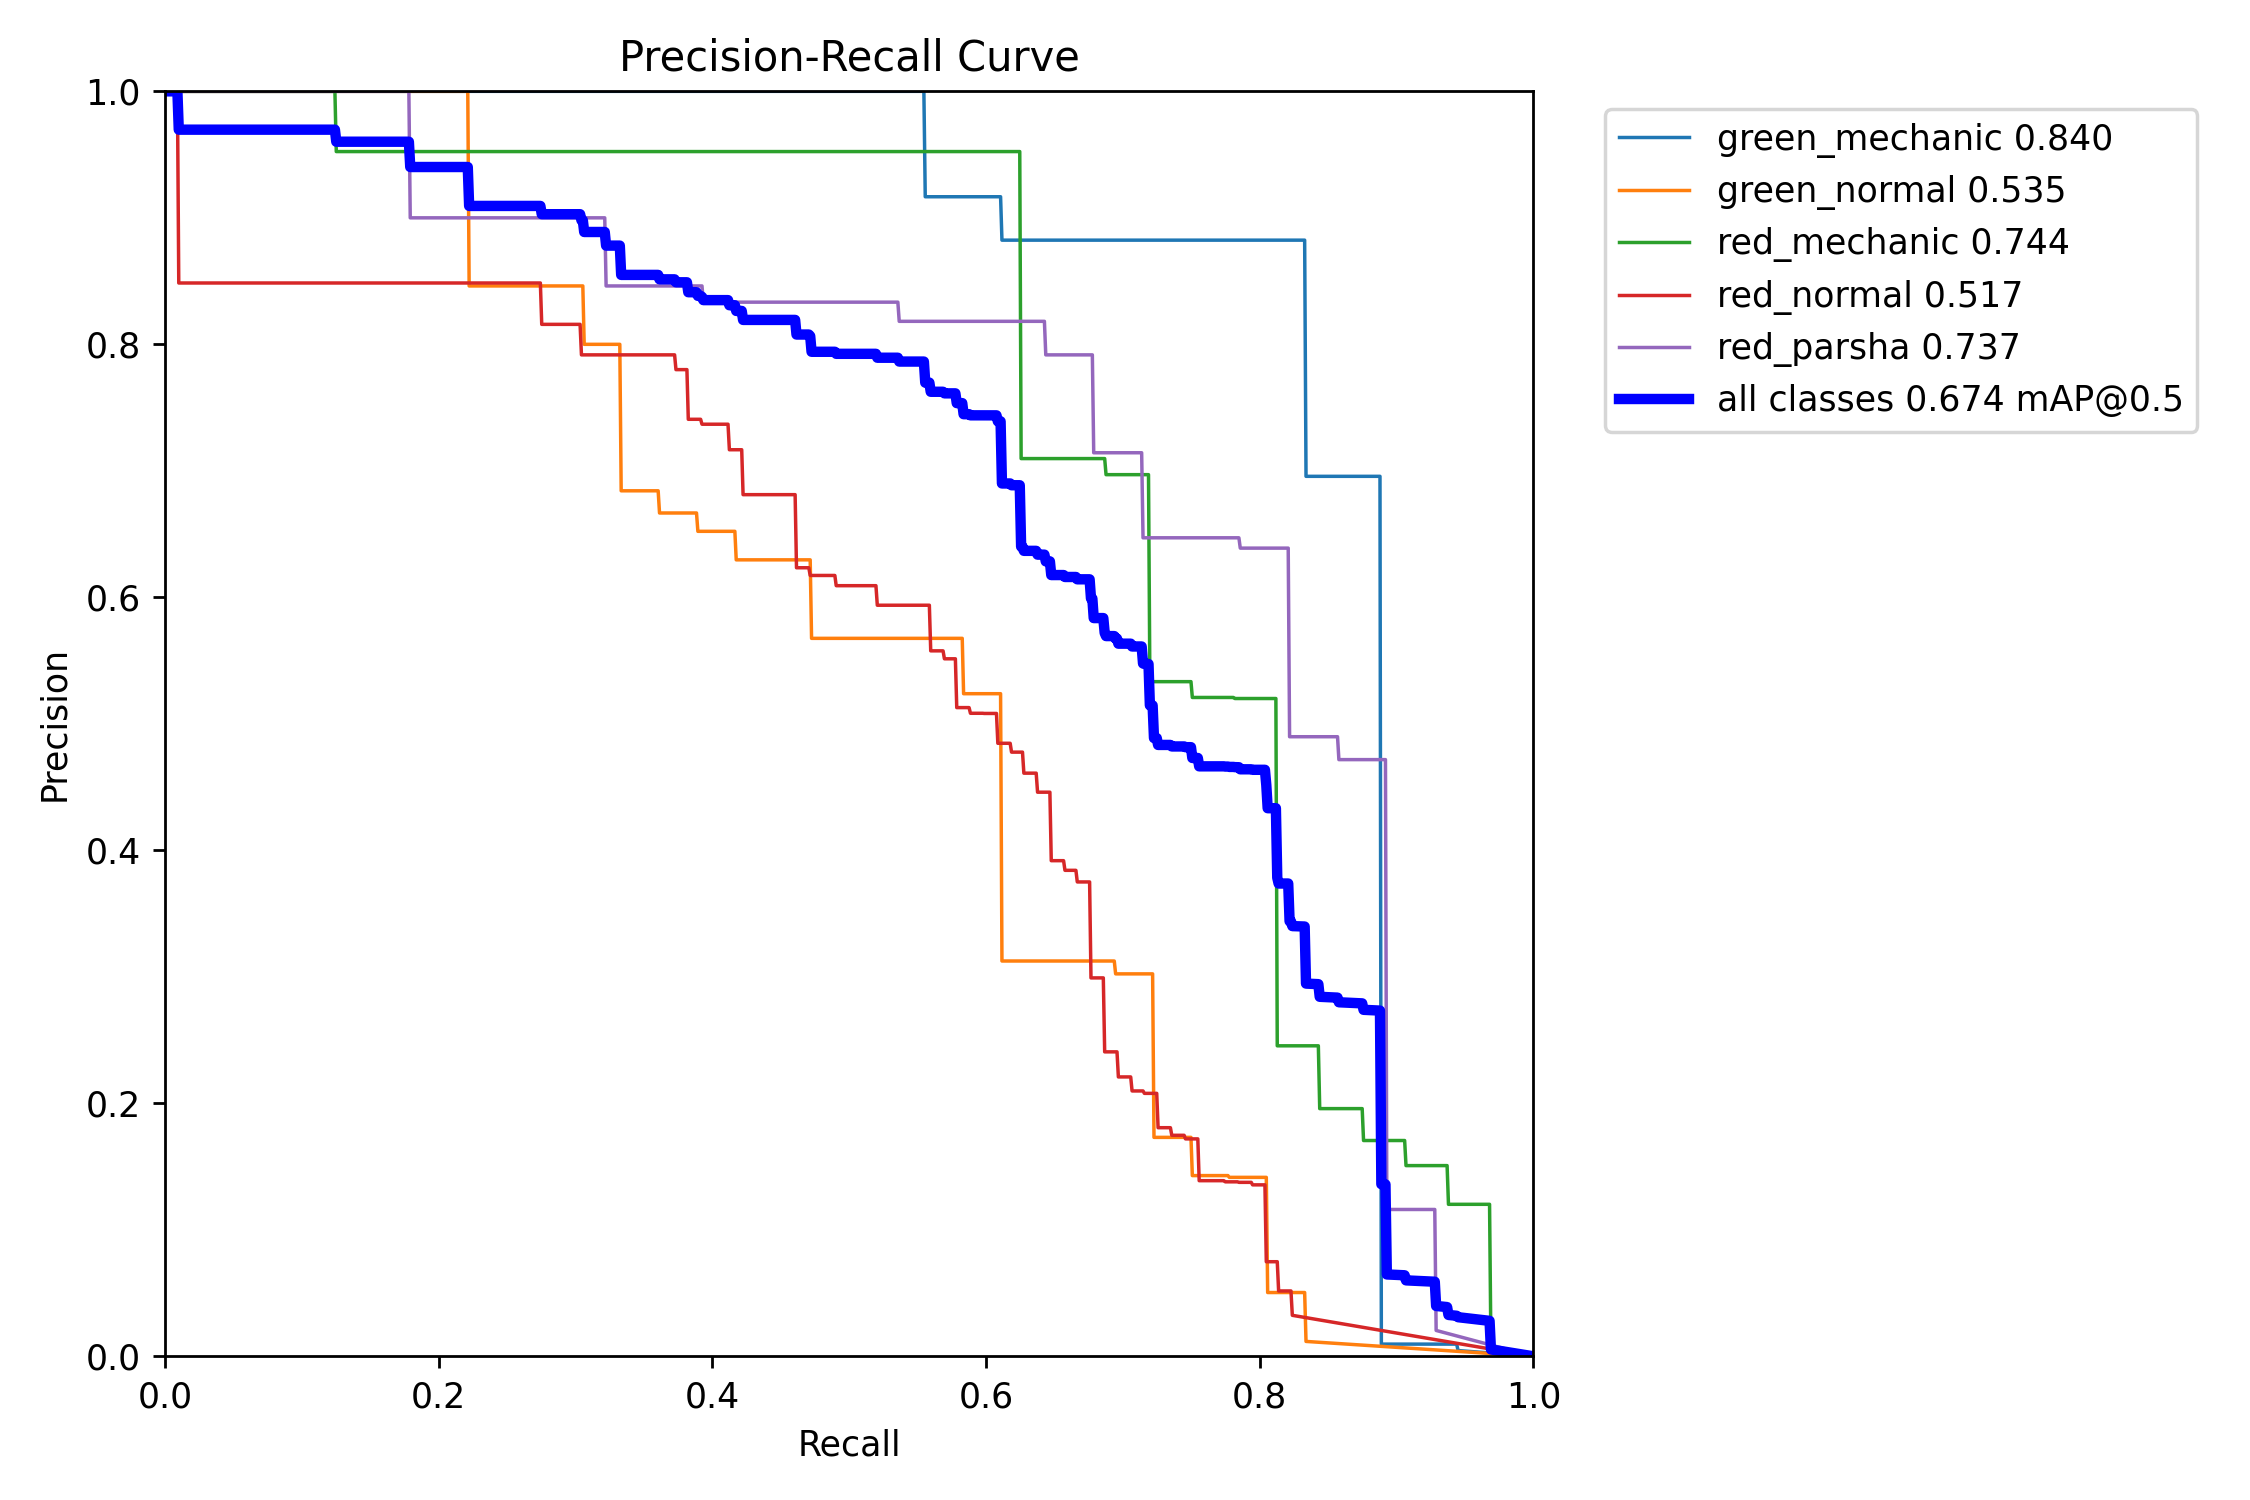 Precision-Recall Curve
1.0
0.8
0.6
0.4
0.2
0.0
Precision
0.0 0.2 0.4 0.6 0.8 1.0
Recall
green_mechanic 0.840
green_normal 0.535
red_mechanic 0.744
red_normal 0.517
red_parsha 0.737
all classes 0.674 mAP@0.5